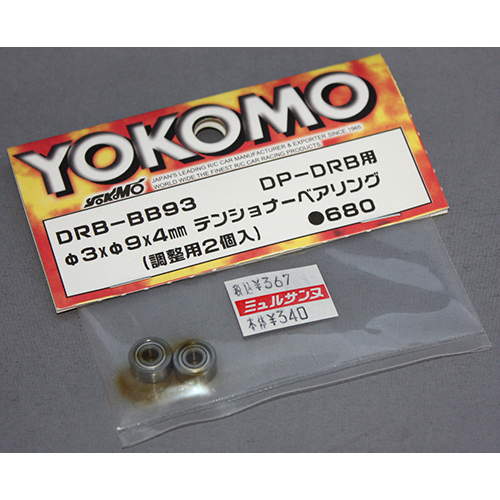 YOKOMO
JAPAN'S LEADING R/C CAR MANUFACTURER & EXPORTER SINCE 1965
WORLD WIDE THE FINEST R/C CAR RACING PRODUCTS
YOKOMO
DRB-BB93 DP-DRB用
φ3xφ9x4mm テンショナーベアリング
(調整用2個入) ●680
税込¥367
ミュルサンヌ
本体¥340